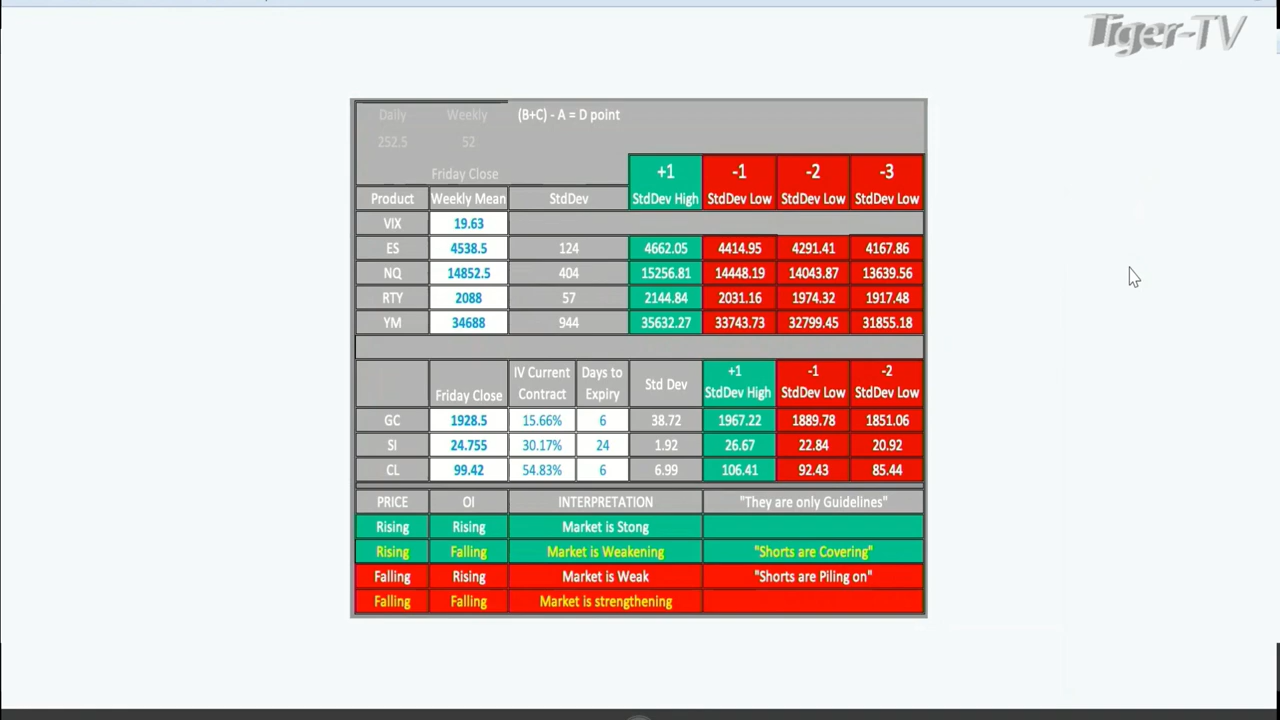 Tiger-TV
Daily Weekly (B+C) - A = D point
252.5 52
Friday Close +1 -1 -2 -3
Product Weekly Mean StdDev StdDev High StdDev Low StdDev Low StdDev Low
VIX 19.63
ES 4538.5 124 4662.05 4414.95 4291.41 4167.86
NQ 14852.5 404 15256.81 14448.19 14043.87 13639.56
RTY 2088 57 2144.84 2031.16 1974.32 1917.48
YM 34688 944 35632.27 33743.73 32799.45 31855.18
IV Current Days to +1 -1 -2
Friday Close Contract Expiry Std Dev StdDev High StdDev Low StdDev Low
GC 1928.5 15.66% 6 38.72 1967.22 1889.78 1851.06
SI 24.755 30.17% 24 1.92 26.67 22.84 20.92
CL 99.42 54.83% 6 6.99 106.41 92.43 85.44
PRICE OI INTERPRETATION "They are only Guidelines"
Rising Rising Market is Stong
Rising Falling Market is Weakening "Shorts are Covering"
Falling Rising Market is Weak "Shorts are Piling on"
Falling Falling Market is strengthening